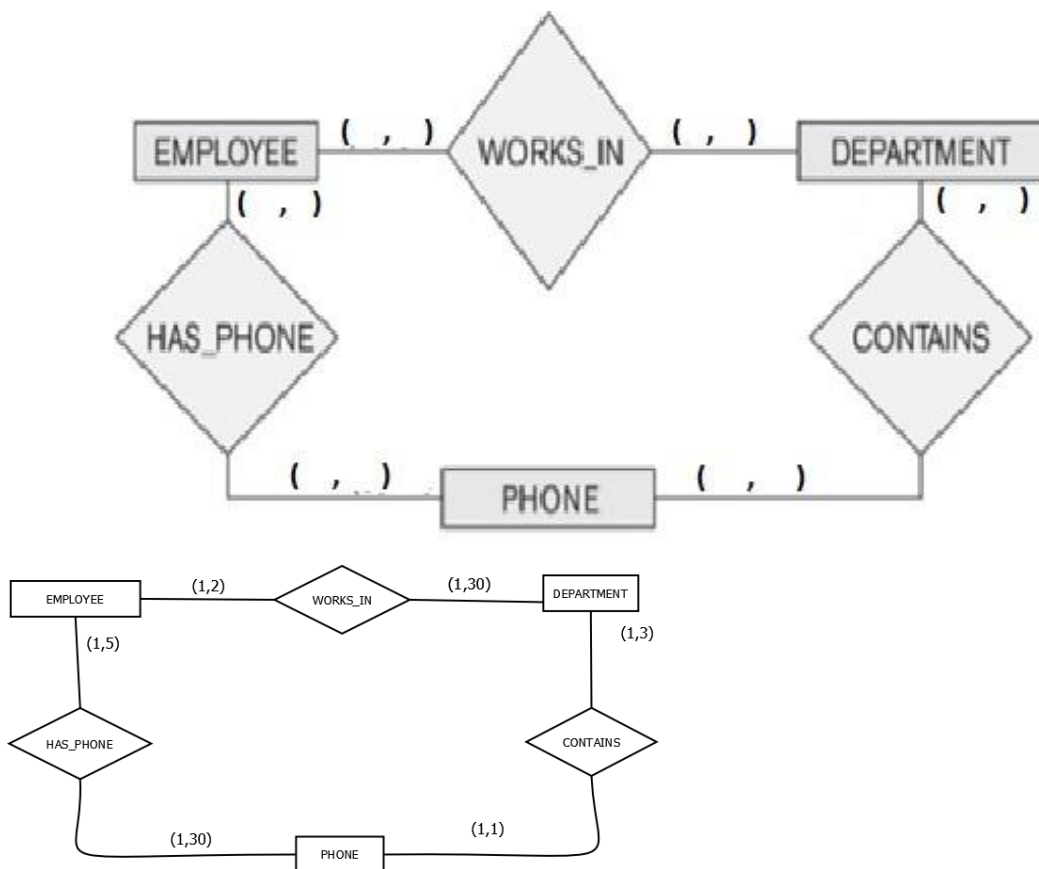 ( , ) ( , )
EMPLOYEE WORKS_IN DEPARTMENT
( , ) ( , )
HAS_PHONE CONTAINS
( , ) ( , )
PHONE
(1,2) (1,30)
EMPLOYEE WORKS_IN DEPARTMENT
(1,5) (1,3)
HAS_PHONE CONTAINS
(1,30) (1,1)
PHONE